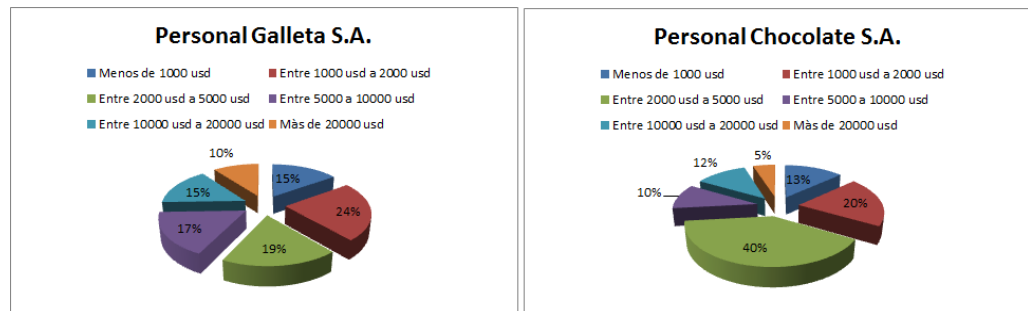 Personal Galleta S.A.
Menos de 1000 usd
Entre 1000 usd a 2000 usd
Entre 2000 usd a 5000 usd
Entre 5000 a 10000 usd
Entre 10000 usd a 20000 usd
Màs de 20000 usd
10%
15%
15%
24%
17%
19%
Personal Chocolate S.A.
Menos de 1000 usd
Entre 1000 usd a 2000 usd
Entre 2000 usd a 5000 usd
Entre 5000 a 10000 usd
Entre 10000 usd a 20000 usd
Màs de 20000 usd
5%
12%
13%
10%
20%
40%